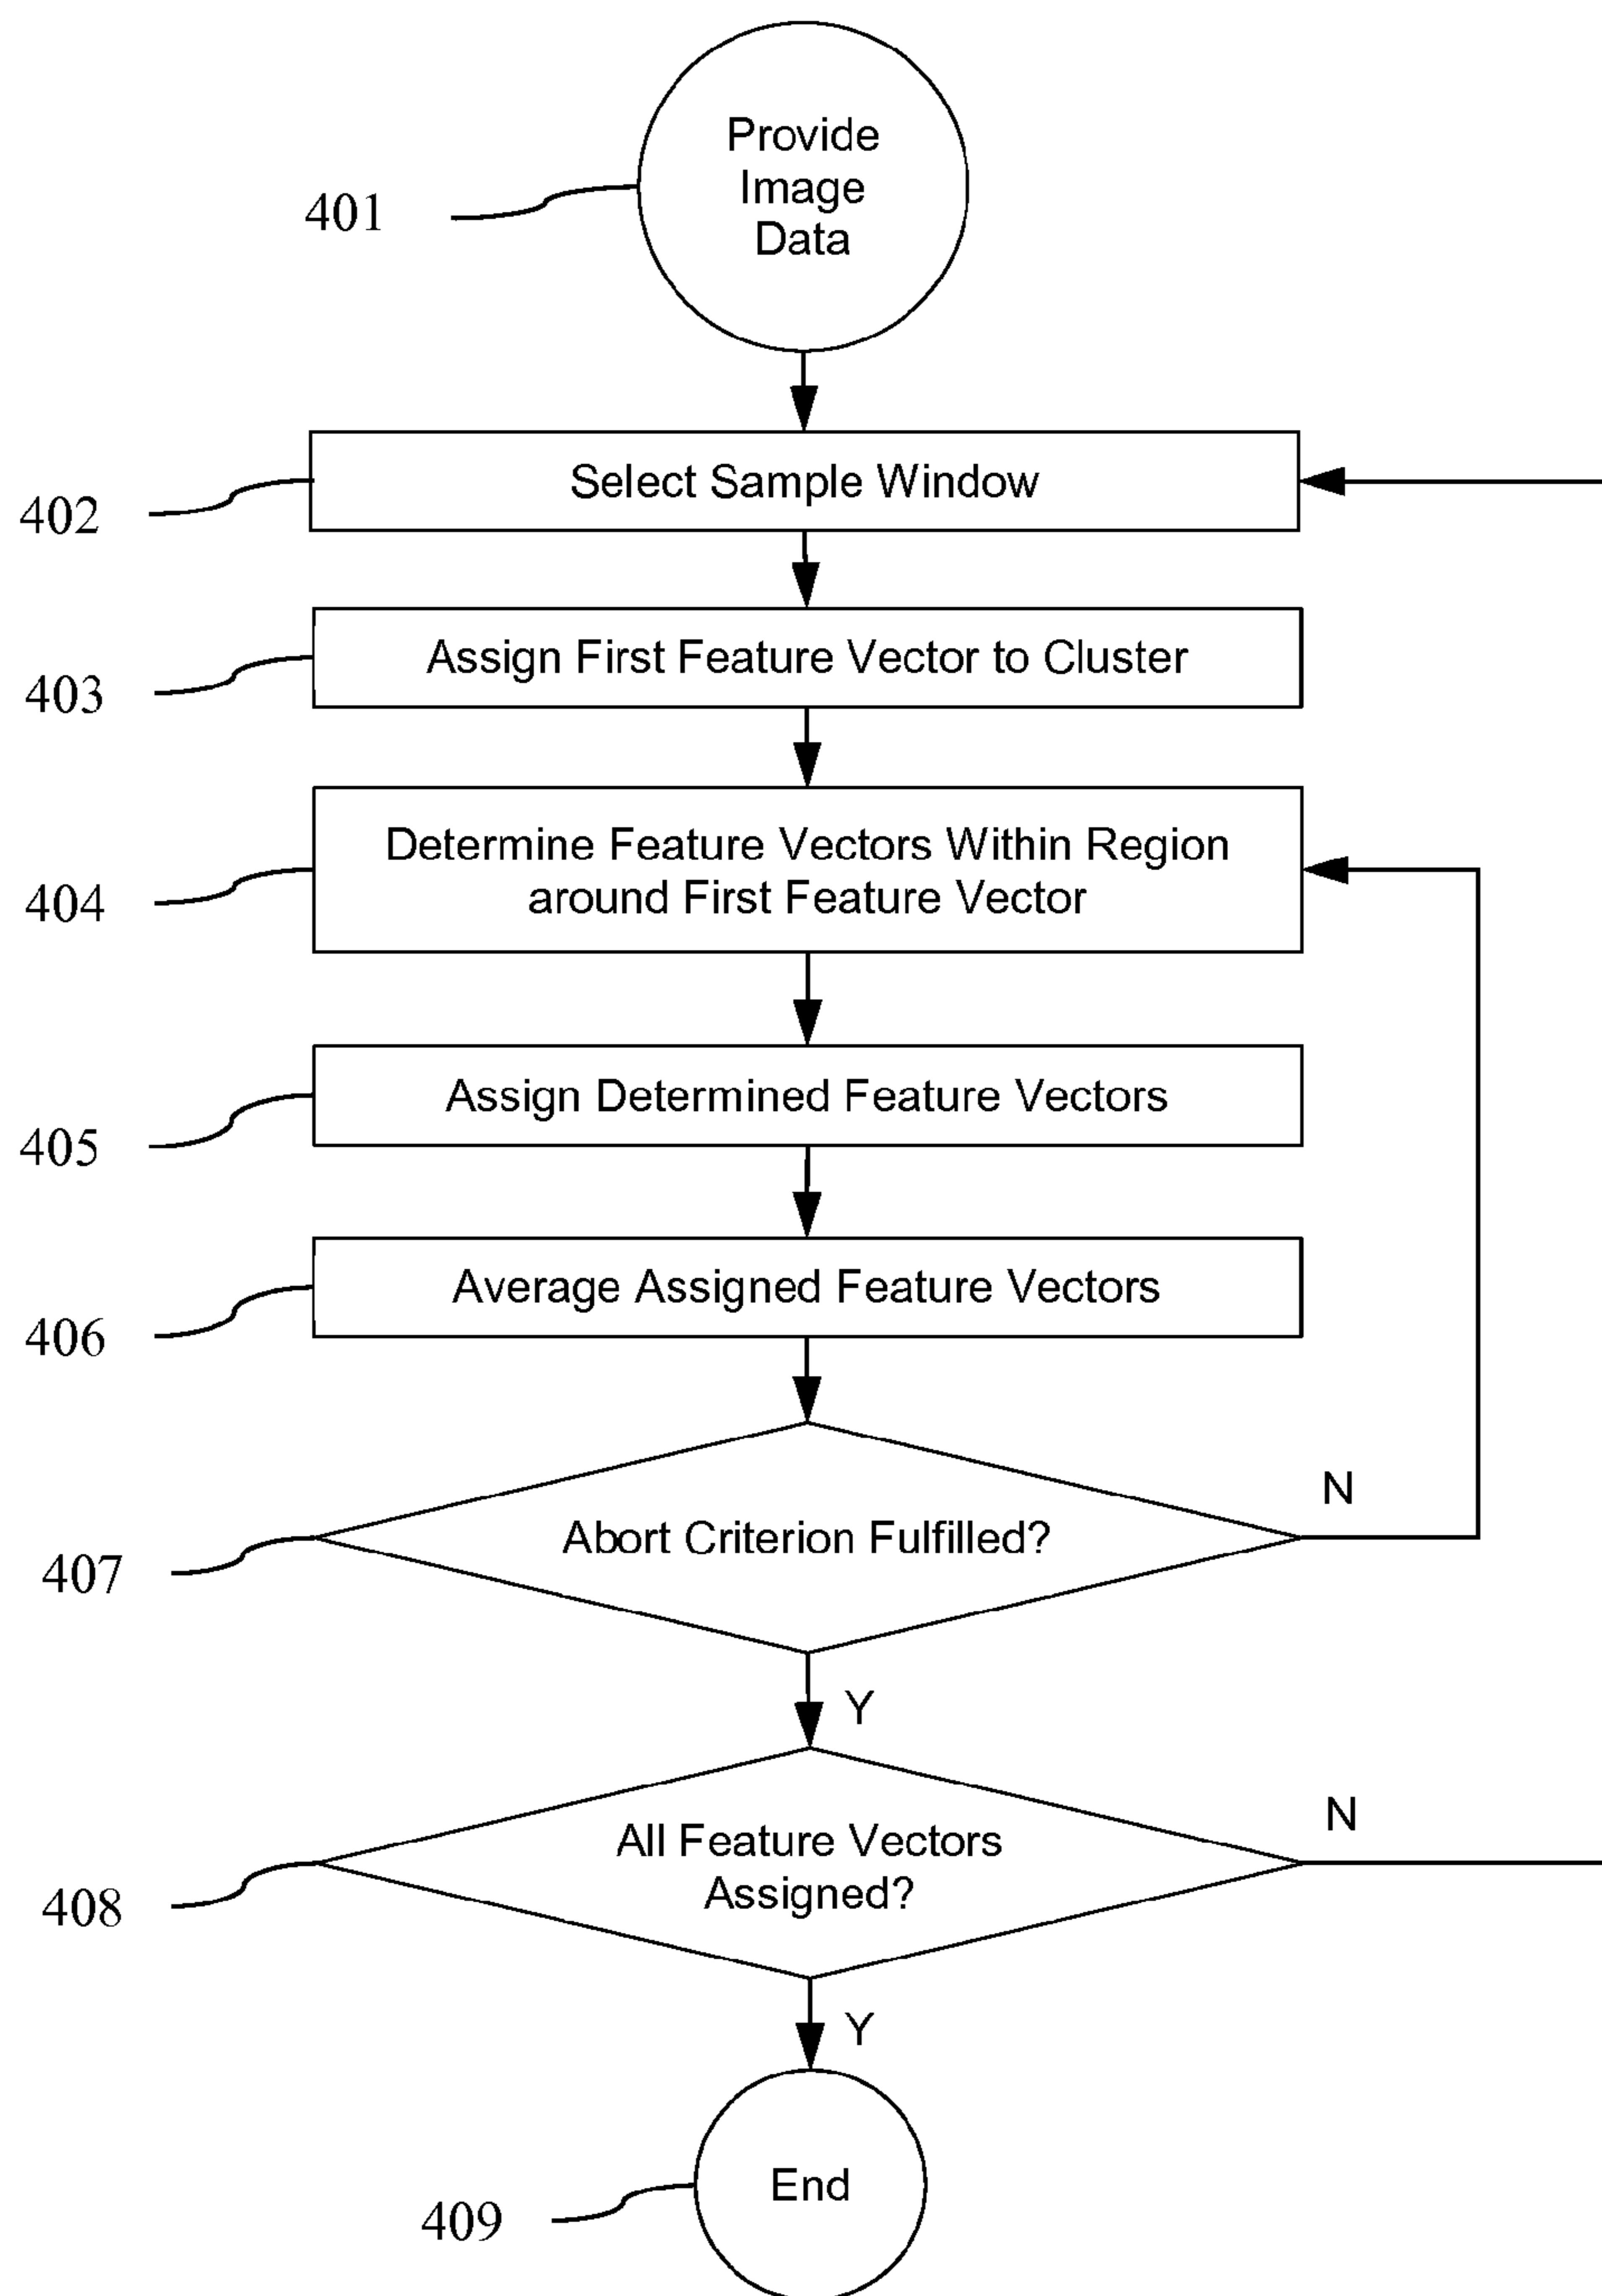 Provide
Image
Data
401
Select Sample Window
402
Assign First Feature Vector to Cluster
403
Determine Feature Vectors Within Region
around First Feature Vector
404
Assign Determined Feature Vectors
405
Average Assigned Feature Vectors
406
N
Abort Criterion Fulfilled?
407
Y
N
All Feature Vectors
Assigned?
408
Y
End
409